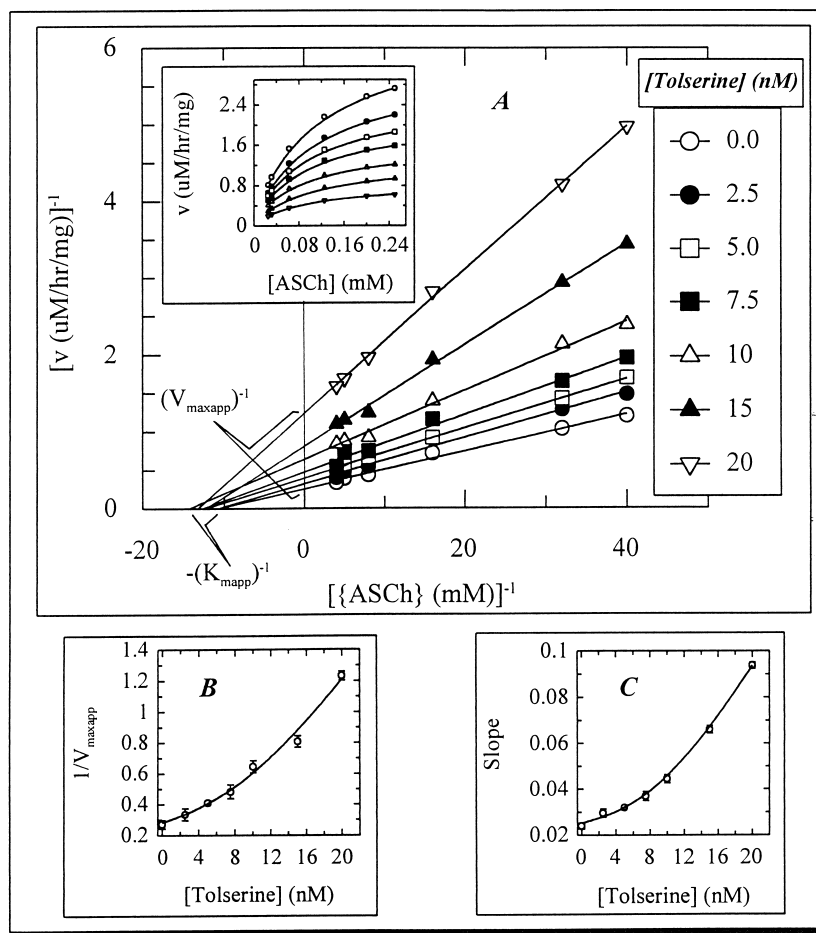 A
[v (uM/hr/mg)]⁻¹
6
4
2
0
-20
0
20
40
[{ASCh} (mM)]⁻¹
(Vmaxapp)⁻¹
-(Kmapp)⁻¹
v (uM/hr/mg)
2.4
1.6
0.8
0
0 0.08 0.16 0.24
[ASCh] (mM)
[Tolserine] (nM)
0.0
2.5
5.0
7.5
10
15
20
B
1/Vmaxapp
1.4
1.2
1
0.8
0.6
0.4
0.2
0 4 8 12 16 20
[Tolserine] (nM)
C
Slope
0.1
0.08
0.06
0.04
0.02
0 4 8 12 16 20
[Tolserine] (nM)